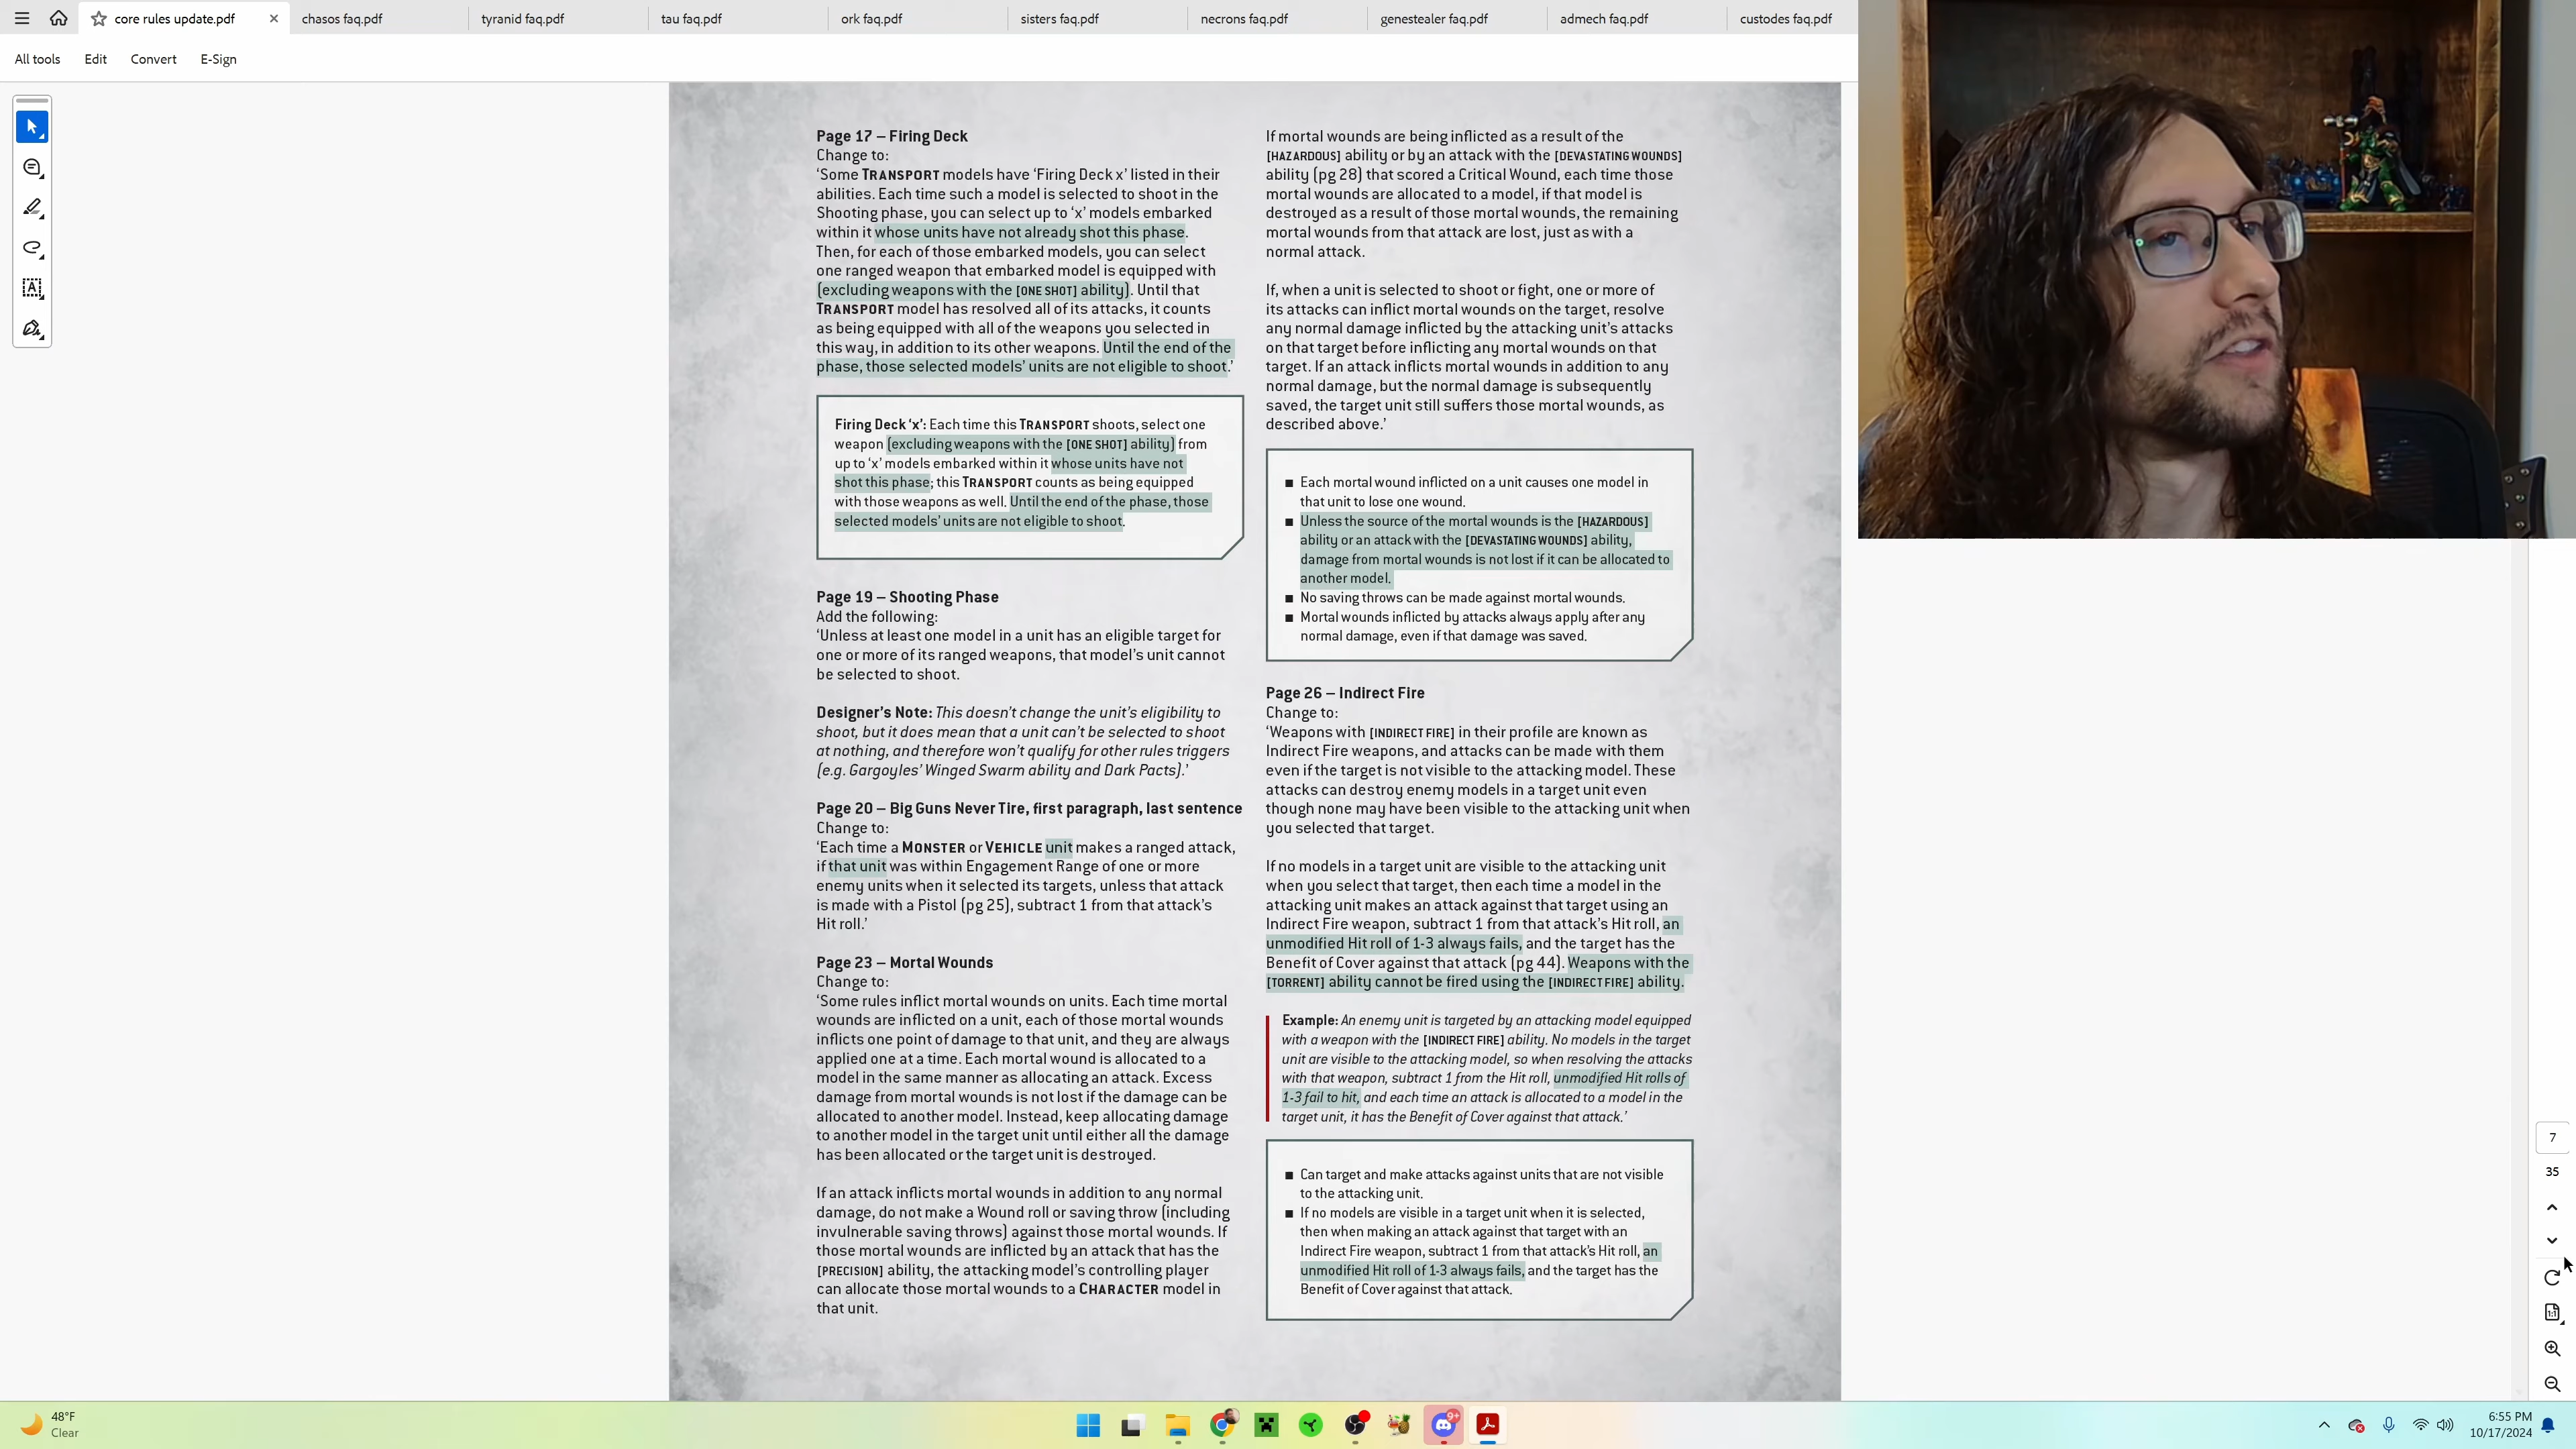 core rules update.pdf
chasos faq.pdf
tyranid faq.pdf
tau faq.pdf
ork faq.pdf
sisters faq.pdf
necrons faq.pdf
genestealer faq.pdf
admech faq.pdf
custodes faq.pdf
All tools
Edit
Convert
E-Sign
Page 17 – Firing Deck
Change to:
‘Some TRANSPORT models have ‘Firing Deck x’ listed in their
abilities. Each time such a model is selected to shoot in the
Shooting phase, you can select up to ‘x’ models embarked
within it whose units have not already shot this phase.
Then, for each of those embarked models, you can select
one ranged weapon that embarked model is equipped with
(excluding weapons with the [ONE SHOT] ability). Until that
TRANSPORT model has resolved all of its attacks, it counts
as being equipped with all of the weapons you selected in
this way, in addition to its other weapons. Until the end of the
phase, those selected models’ units are not eligible to shoot.’
Firing Deck ‘x’: Each time this TRANSPORT shoots, select one
weapon (excluding weapons with the [ONE SHOT] ability) from
up to ‘x’ models embarked within it whose units have not
shot this phase; this TRANSPORT counts as being equipped
with those weapons as well. Until the end of the phase, those
selected models’ units are not eligible to shoot.
Page 19 – Shooting Phase
Add the following:
‘Unless at least one model in a unit has an eligible target for
one or more of its ranged weapons, that model’s unit cannot
be selected to shoot.
Designer’s Note: This doesn’t change the unit’s eligibility to
shoot, but it does mean that a unit can’t be selected to shoot
at nothing, and therefore won’t qualify for other rules triggers
(e.g. Gargoyles’ Winged Swarm ability and Dark Pacts).’
Page 20 – Big Guns Never Tire, first paragraph, last sentence
Change to:
‘Each time a MONSTER or VEHICLE unit makes a ranged attack,
if that unit was within Engagement Range of one or more
enemy units when it selected its targets, unless that attack
is made with a Pistol (pg 25), subtract 1 from that attack’s
Hit roll.’
Page 23 – Mortal Wounds
Change to:
‘Some rules inflict mortal wounds on units. Each time mortal
wounds are inflicted on a unit, each of those mortal wounds
inflicts one point of damage to that unit, and they are always
applied one at a time. Each mortal wound is allocated to a
model in the same manner as allocating an attack. Excess
damage from mortal wounds is not lost if the damage can be
allocated to another model. Instead, keep allocating damage
to another model in the target unit until either all the damage
has been allocated or the target unit is destroyed.
If an attack inflicts mortal wounds in addition to any normal
damage, do not make a Wound roll or saving throw (including
invulnerable saving throws) against those mortal wounds. If
those mortal wounds are inflicted by an attack that has the
[PRECISION] ability, the attacking model’s controlling player
can allocate those mortal wounds to a CHARACTER model in
that unit.
If mortal wounds are being inflicted as a result of the
[HAZARDOUS] ability or by an attack with the [DEVASTATING WOUNDS]
ability (pg 28) that scored a Critical Wound, each time those
mortal wounds are allocated to a model, if that model is
destroyed as a result of those mortal wounds, the remaining
mortal wounds from that attack are lost, just as with a
normal attack.
If, when a unit is selected to shoot or fight, one or more of
its attacks can inflict mortal wounds on the target, resolve
any normal damage inflicted by the attacking unit’s attacks
on that target before inflicting any mortal wounds on that
target. If an attack inflicts mortal wounds in addition to any
normal damage, but the normal damage is subsequently
saved, the target unit still suffers those mortal wounds, as
described above.’
■ Each mortal wound inflicted on a unit causes one model in
that unit to lose one wound.
■ Unless the source of the mortal wounds is the [HAZARDOUS]
ability or an attack with the [DEVASTATING WOUNDS] ability,
damage from mortal wounds is not lost if it can be allocated to
another model.
■ No saving throws can be made against mortal wounds.
■ Mortal wounds inflicted by attacks always apply after any
normal damage, even if that damage was saved.
Page 26 – Indirect Fire
Change to:
‘Weapons with [INDIRECT FIRE] in their profile are known as
Indirect Fire weapons, and attacks can be made with them
even if the target is not visible to the attacking model. These
attacks can destroy enemy models in a target unit even
though none may have been visible to the attacking unit when
you selected that target.
If no models in a target unit are visible to the attacking unit
when you select that target, then each time a model in the
attacking unit makes an attack against that target using an
Indirect Fire weapon, subtract 1 from that attack’s Hit roll, an
unmodified Hit roll of 1-3 always fails, and the target has the
Benefit of Cover against that attack (pg 44). Weapons with the
[TORRENT] ability cannot be fired using the [INDIRECT FIRE] ability.
Example: An enemy unit is targeted by an attacking model equipped
with a weapon with the [INDIRECT FIRE] ability. No models in the target
unit are visible to the attacking model, so when resolving the attacks
with that weapon, subtract 1 from the Hit roll, unmodified Hit rolls of
1-3 fail to hit, and each time an attack is allocated to a model in the
target unit, it has the Benefit of Cover against that attack.’
■ Can target and make attacks against units that are not visible
to the attacking unit.
■ If no models are visible in a target unit when it is selected,
then when making an attack against that target with an
Indirect Fire weapon, subtract 1 from that attack’s Hit roll, an
unmodified Hit roll of 1-3 always fails, and the target has the
Benefit of Cover against that attack.
7
35
48°F
Clear
9+
6:55 PM
10/17/2024